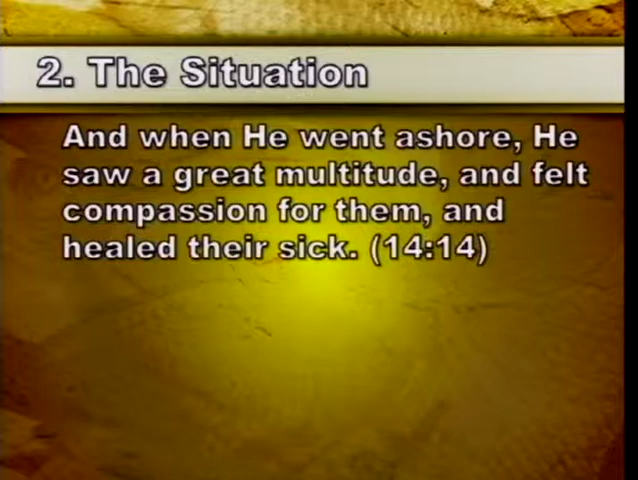 2. The Situation
And when He went ashore, He
saw a great multitude, and felt
compassion for them, and
healed their sick. (14:14)